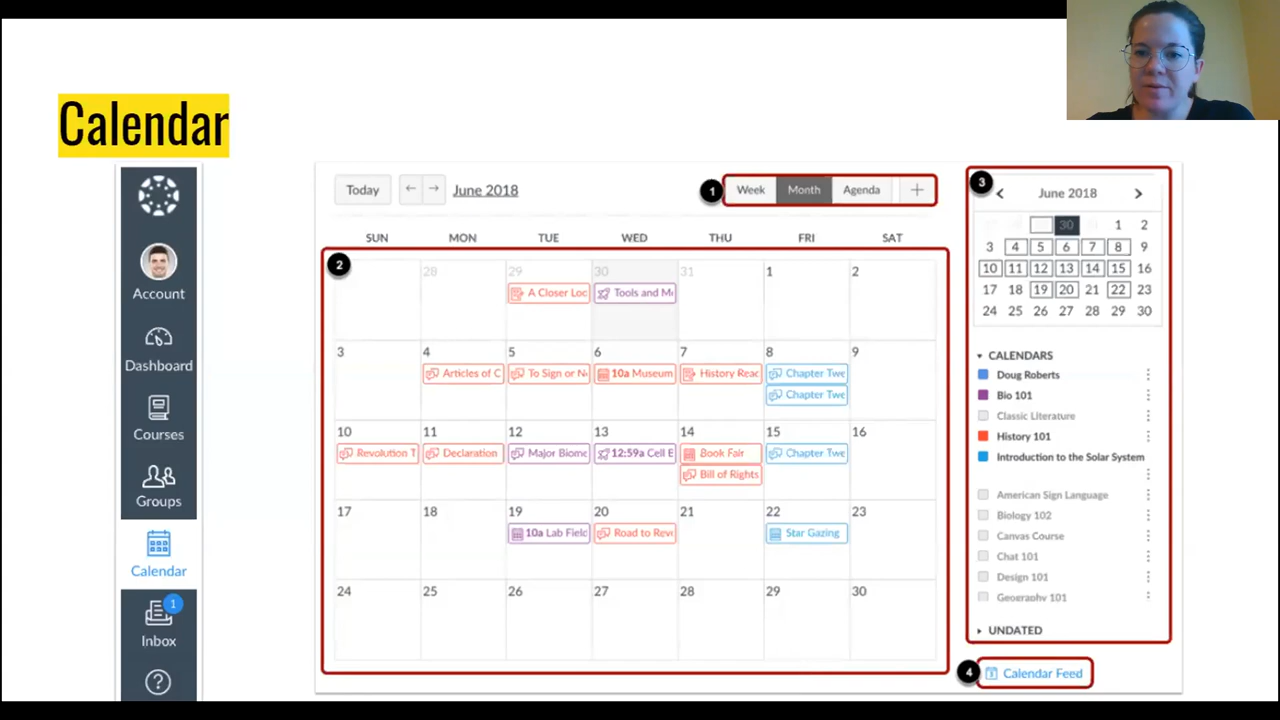 Calendar
Account
Dashboard
Courses
Groups
Calendar
1
Inbox
Today
June 2018
1
Week Month Agenda
SUN MON TUE WED THU FRI SAT
2
28 29 30 31 1 2
A Closer Loc Tools and Mo
3 4 5 6 7 8 9
Articles of C To Sign or N 10a Museum History Reac Chapter Twe
Chapter Twe
10 11 12 13 14 15 16
Revolution T Declaration Major Biome 12:59a Cell E Book Fair Chapter Twe
Bill of Rights
17 18 19 20 21 22 23
10a Lab Field Road to Revo Star Gazing
24 25 26 27 28 29 30
3
June 2018
30 1 2
3 4 5 6 7 8 9
10 11 12 13 14 15 16
17 18 19 20 21 22 23
24 25 26 27 28 29 30
CALENDARS
Doug Roberts
Bio 101
Classic Literature
History 101
Introduction to the Solar System
American Sign Language
Biology 102
Canvas Course
Chat 101
Design 101
Geography 101
UNDATED
4
Calendar Feed